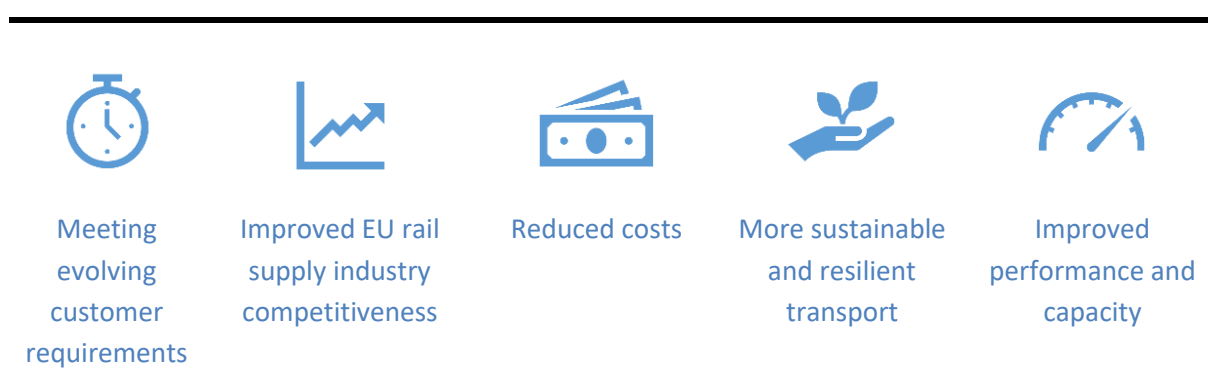 Meeting
evolving
customer
requirements
Improved EU rail
supply industry
competitiveness
Reduced costs
More sustainable
and resilient
transport
Improved
performance and
capacity